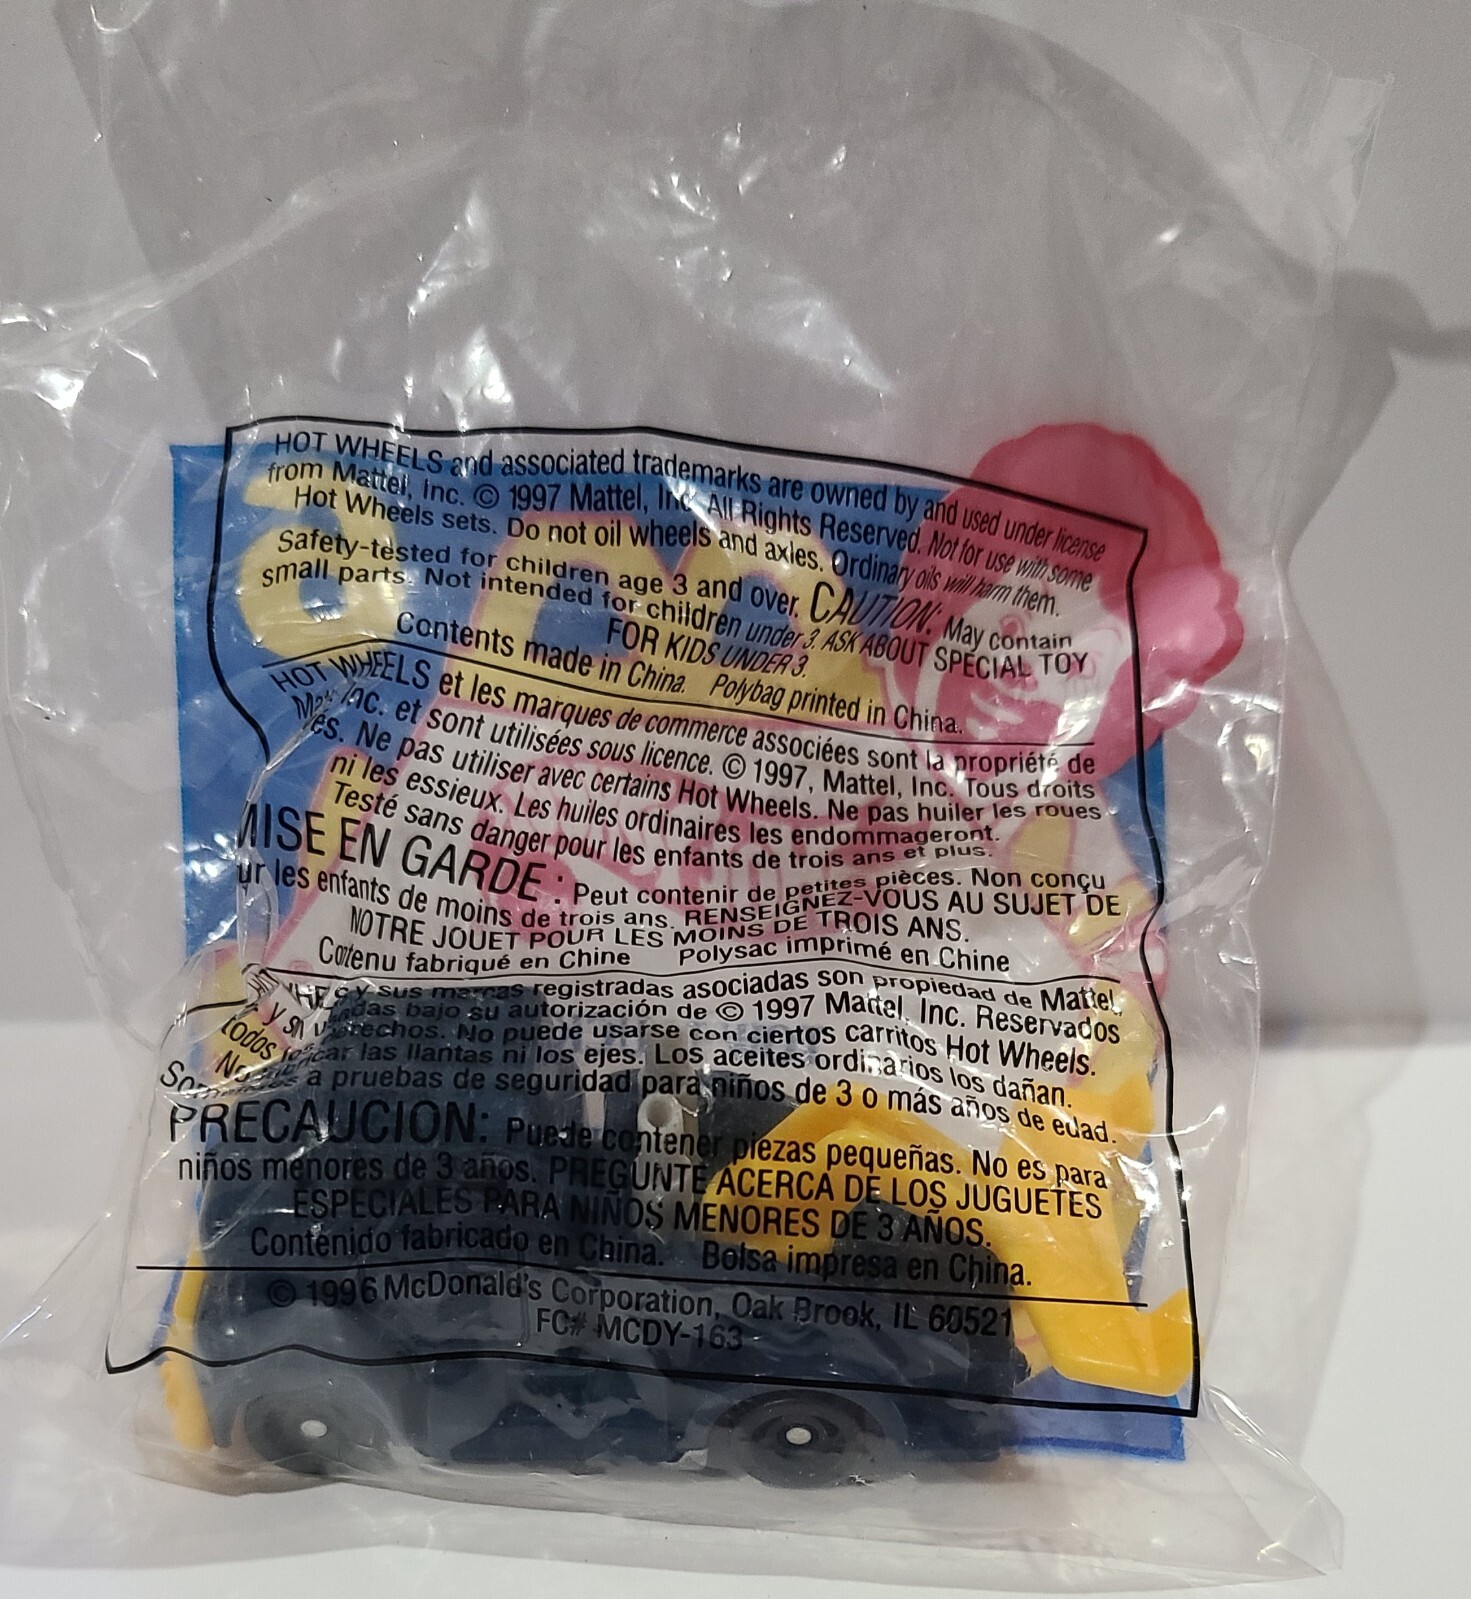 HOT WHEELS and associated trademarks are owned by and used under license
from Mattel, Inc. © 1997 Mattel, Inc. All Rights Reserved. Not for use with some
Hot Wheels sets. Do not oil wheels and axles. Ordinary oils will harm them.
Safety-tested for children age 3 and over. CAUTION: May contain
small parts. Not intended for children under 3. ASK ABOUT SPECIAL TOY
FOR KIDS UNDER 3.
Contents made in China. Polybag printed in China.
HOT WHEELS et les marques de commerce associées sont la propriété de
Inc. et sont utilisées sous licence. © 1997, Mattel, Inc. Tous droits
Ne pas utiliser avec certains Hot Wheels. Ne pas huiler les roues
ni les essieux. Les huiles ordinaires les endommageront.
Testé sans danger pour les enfants de trois ans et plus.
MISE EN GARDE : Peut contenir de petites pièces. Non conçu
les enfants de moins de trois ans. RENSEIGNEZ-VOUS AU SUJET DE
NOTRE JOUET POUR LES MOINS DE TROIS ANS.
Contenu fabriqué en Chine Polysac imprimé en Chine
y sus marcas registradas asociadas son propiedad de Mattel,
y bajo su autorización de © 1997 Mattel, Inc. Reservados
todos No puede usarse con ciertos carritos Hot Wheels.
No las llantas ni los ejes. Los aceites ordinarios los dañan.
a pruebas de seguridad para niños de 3 o más años de edad.
PRECAUCION: Puede contener piezas pequeñas. No es para
niños menores de 3 años. PREGUNTE ACERCA DE LOS JUGUETES
ESPECIALES PARA NIÑOS MENORES DE 3 AÑOS.
Contenido fabricado en China. Bolsa impresa en China.
© 1996 McDonald's Corporation, Oak Brook, IL 60521
FC# MCDY-163